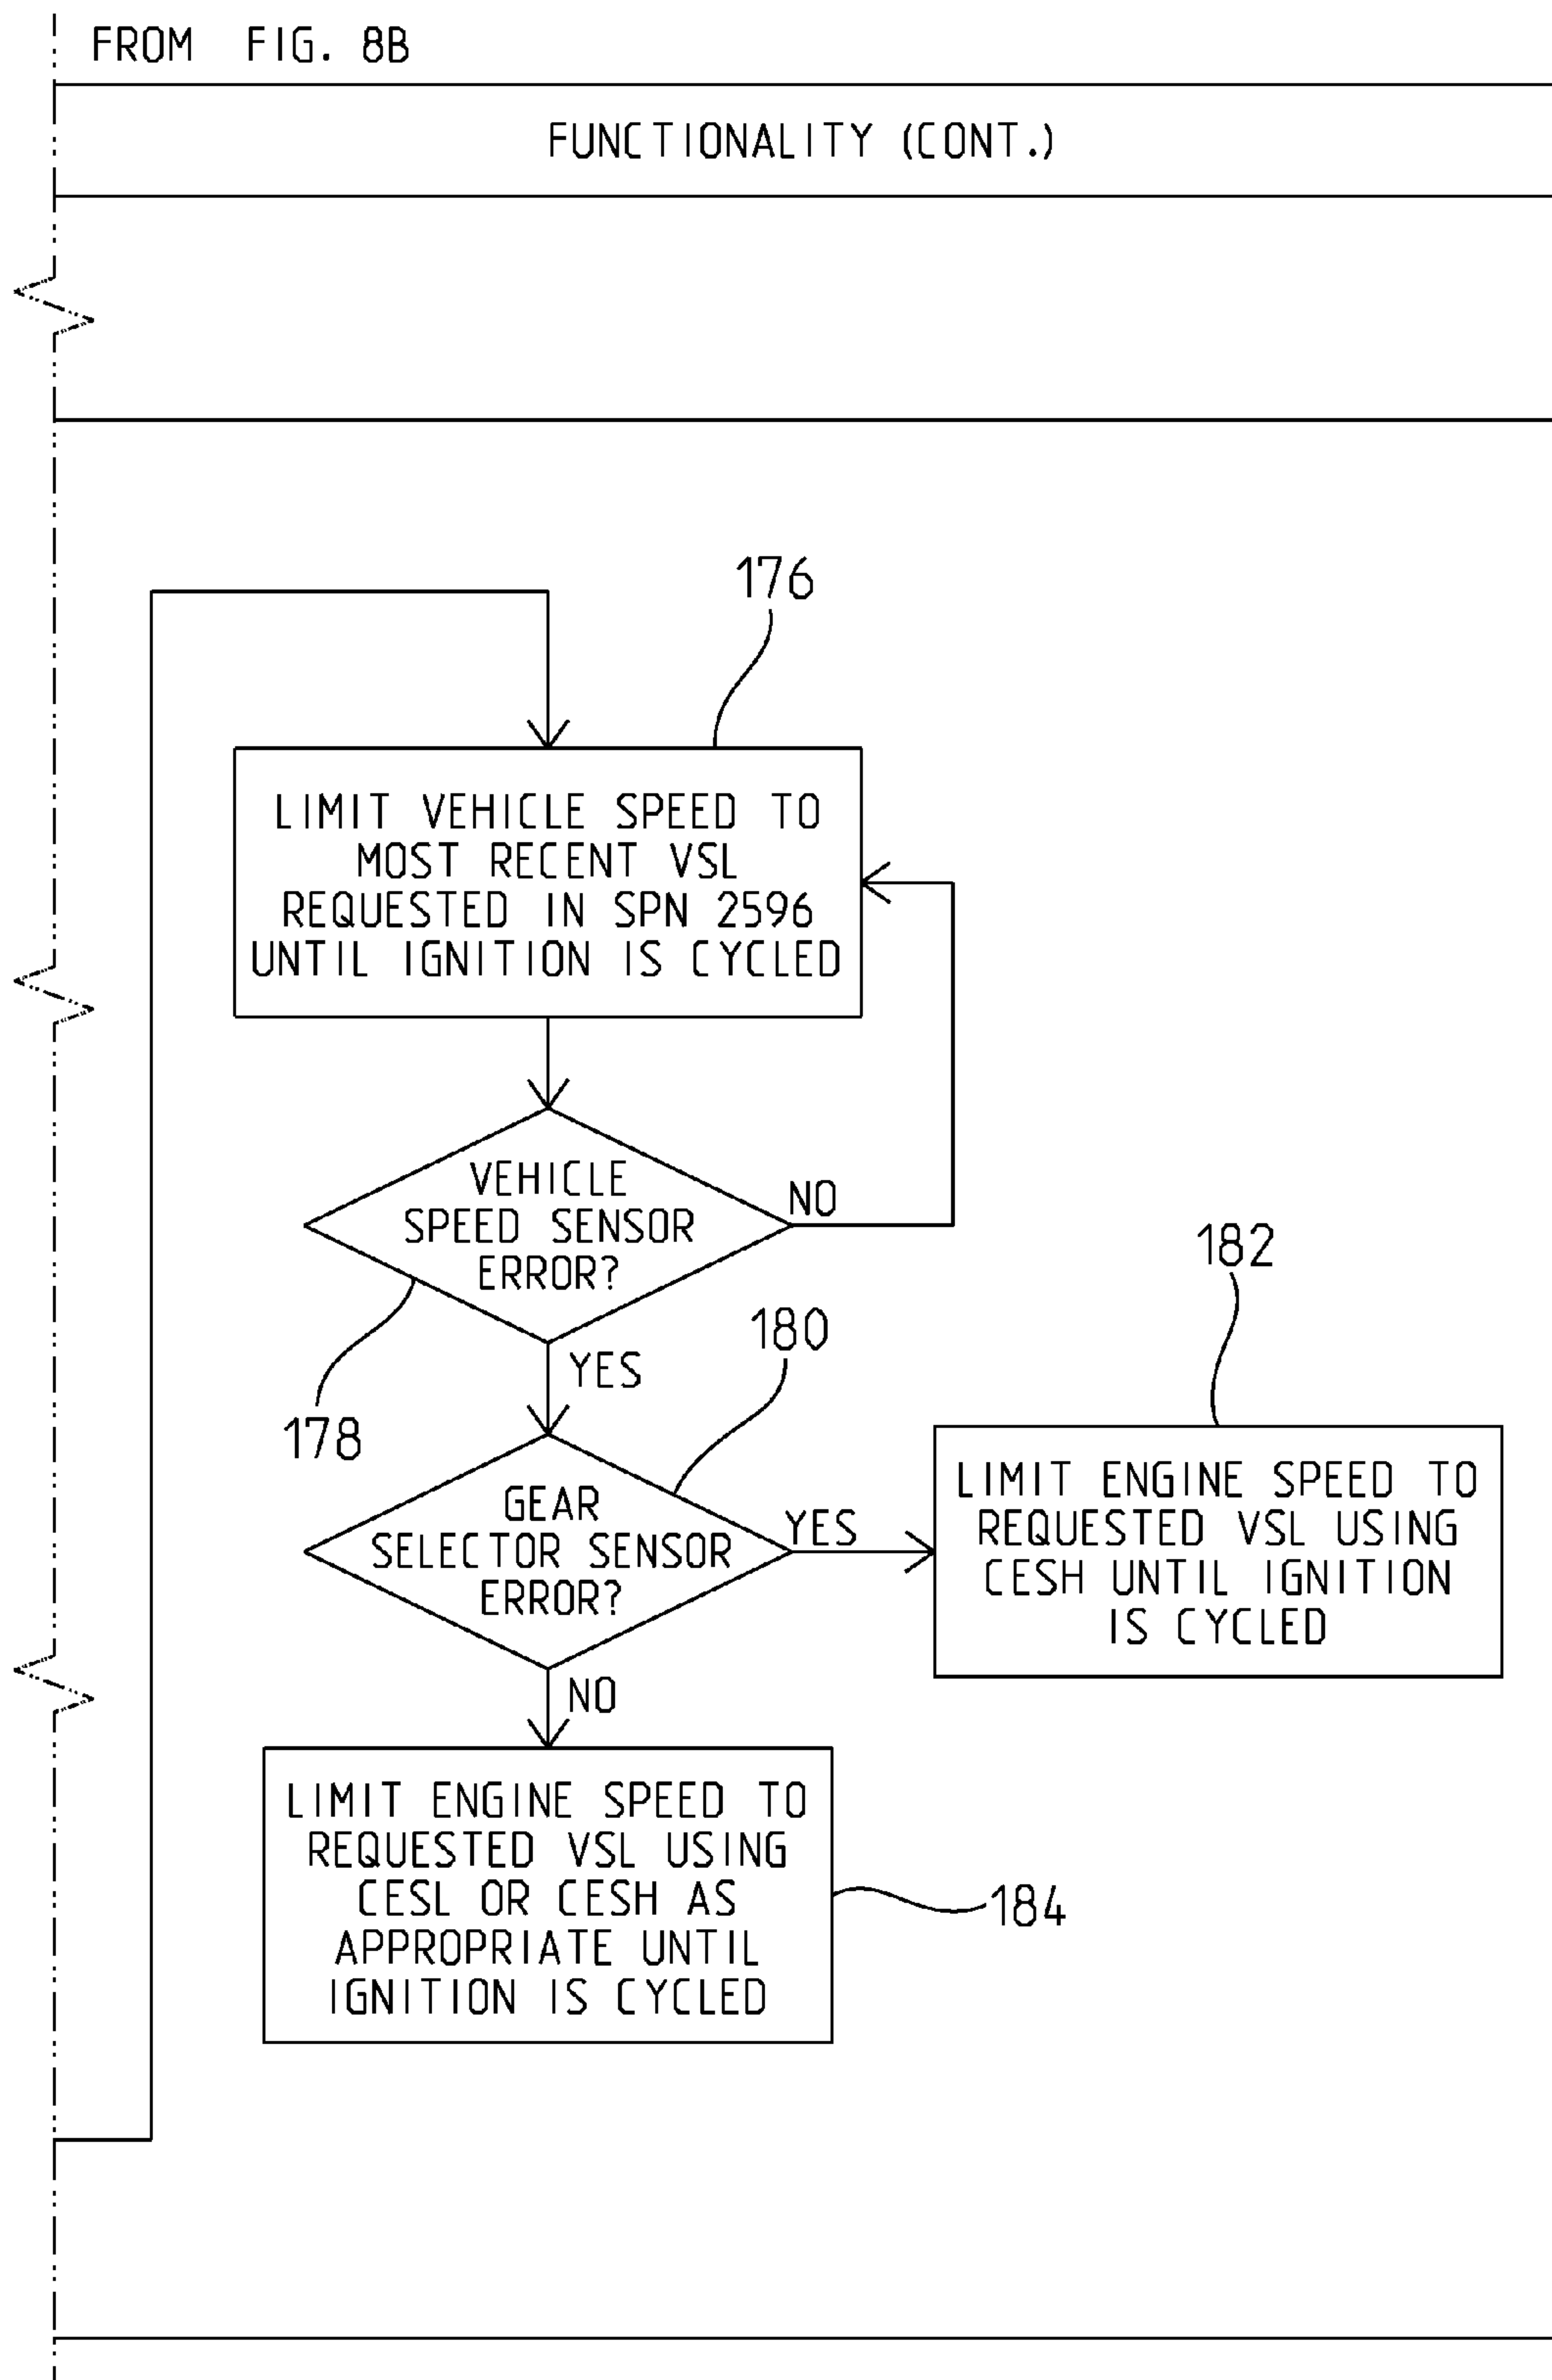 FROM FIG. 8B
FUNCTIONALITY (CONT.)
176
LIMIT VEHICLE SPEED TO
MOST RECENT VSL
REQUESTED IN SPN 2596
UNTIL IGNITION IS CYCLED
VEHICLE
SPEED SENSOR
ERROR?
NO
YES
178
180
182
GEAR
SELECTOR SENSOR
ERROR?
YES
NO
LIMIT ENGINE SPEED TO
REQUESTED VSL USING
CESH UNTIL IGNITION
IS CYCLED
LIMIT ENGINE SPEED TO
REQUESTED VSL USING
CESL OR CESH AS
APPROPRIATE UNTIL
IGNITION IS CYCLED
184